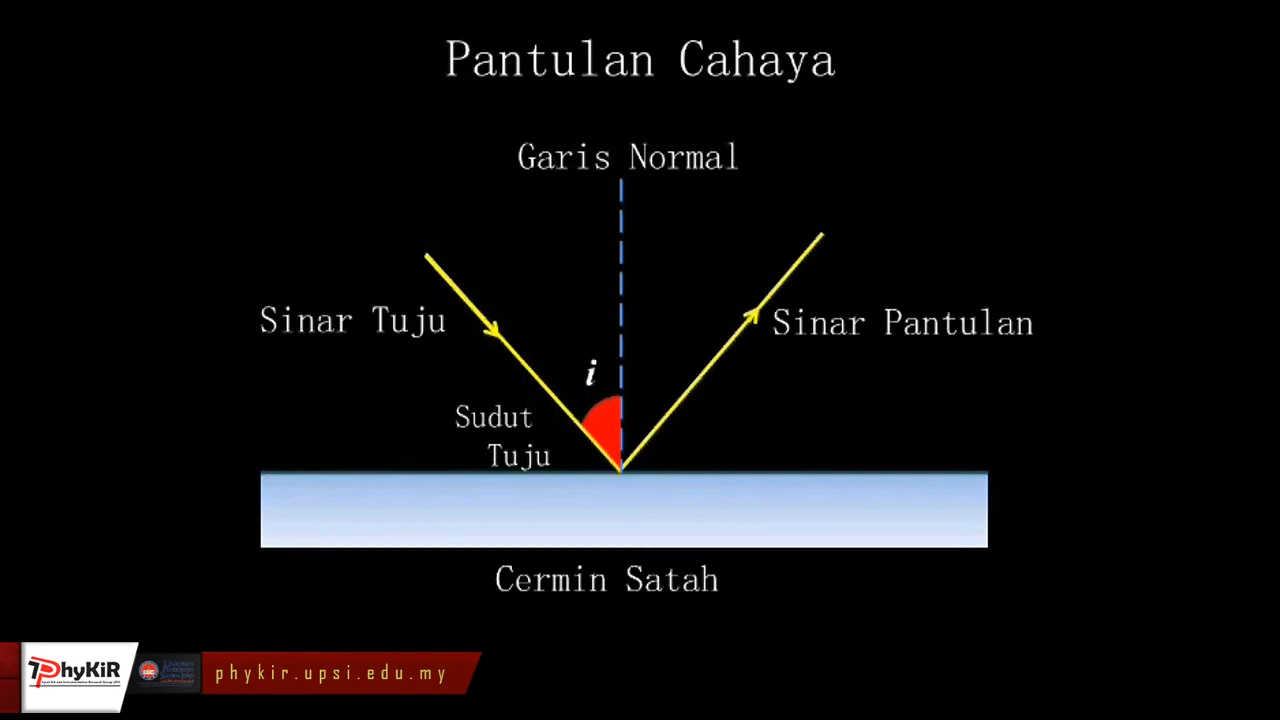 Pantulan Cahaya
Garis Normal
Sinar Tuju
Sinar Pantulan
i
Sudut
Tuju
Cermin Satah
PhyKiR
phykir.upsi.edu.my